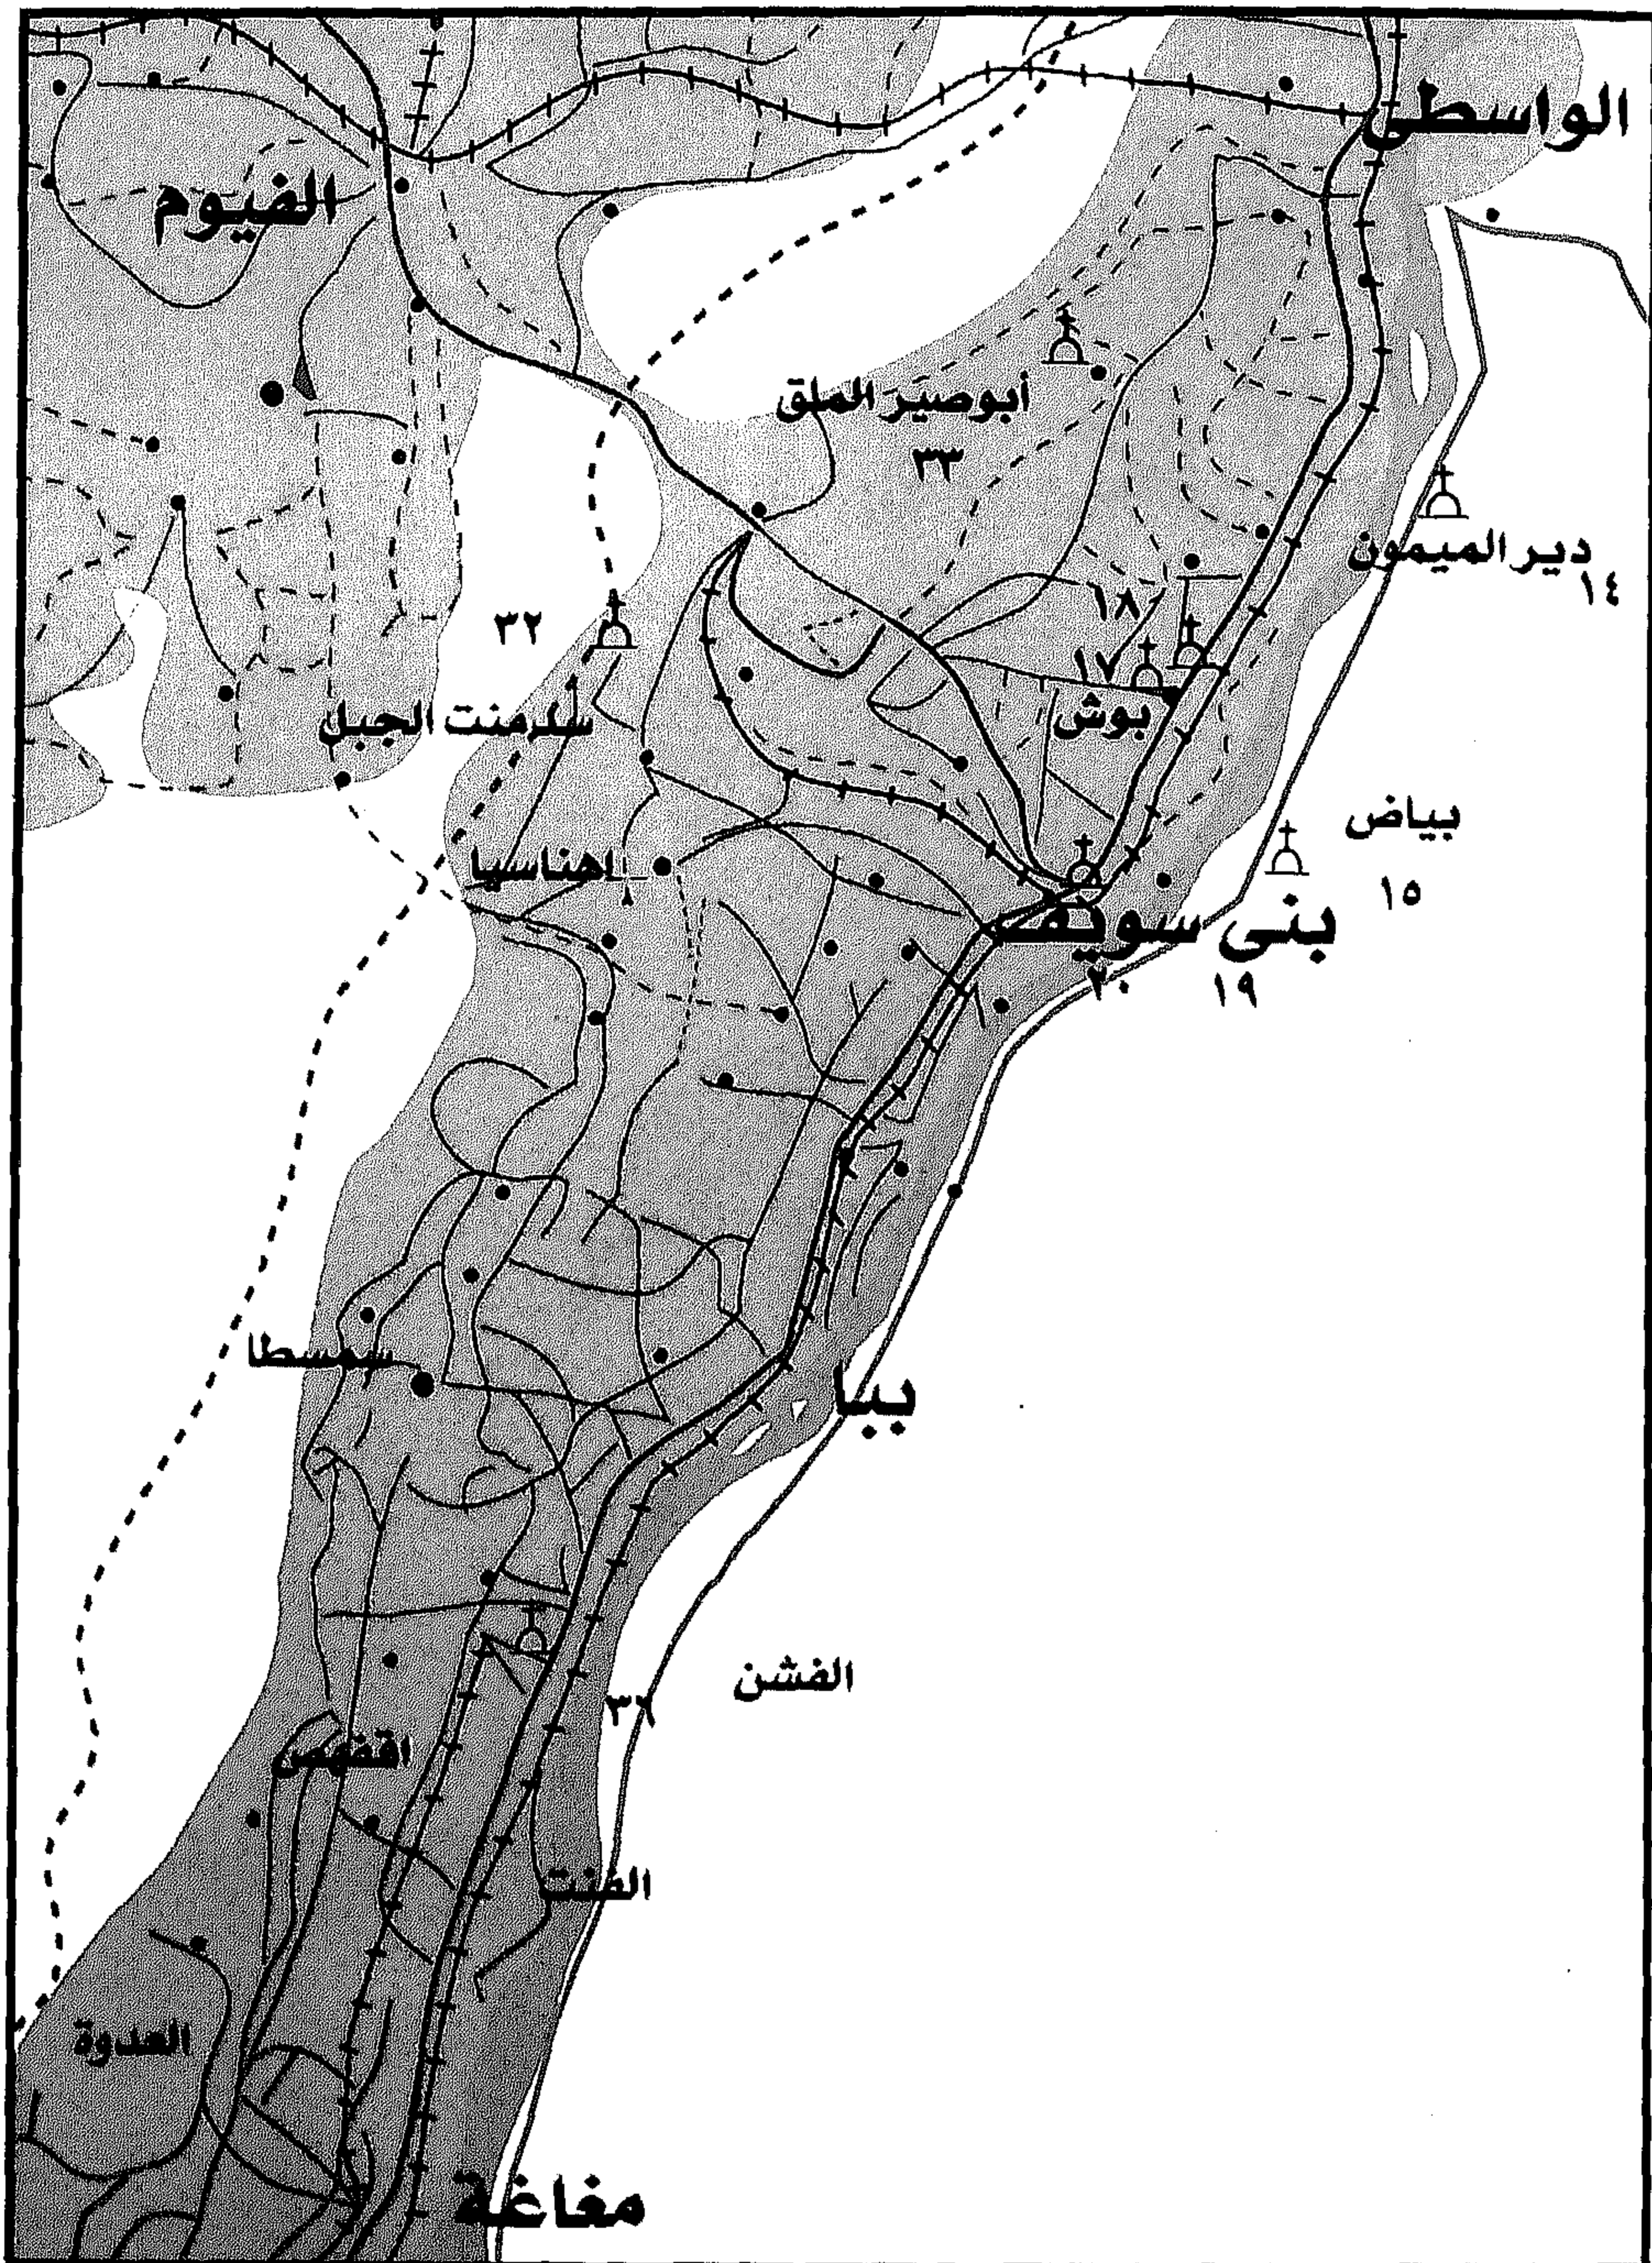 الواسطى
الفيوم
أبوصير الملق
٣٣
دير الميمون
١٤
١٨
٣٢
١٧
بوش
سدمنت الجبل
بياض
١٥
اهناسيا
بنى سويف
٢٠
١٩
سمسطا
ببا
الفشن
٣٦
اقفهص
الفنت
العدوة
مغاغة